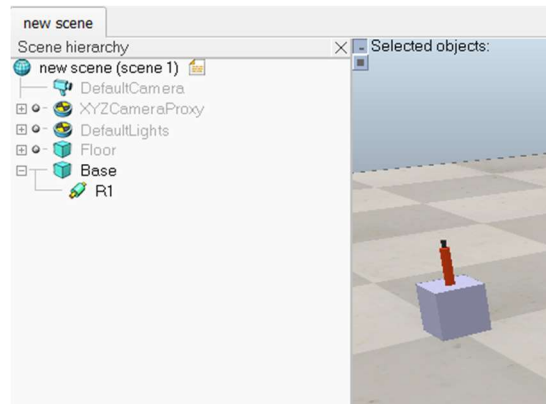 new scene
Scene hierarchy
Selected objects:
new scene (scene 1)
DefaultCamera
XYZCameraProxy
DefaultLights
Floor
Base
R1